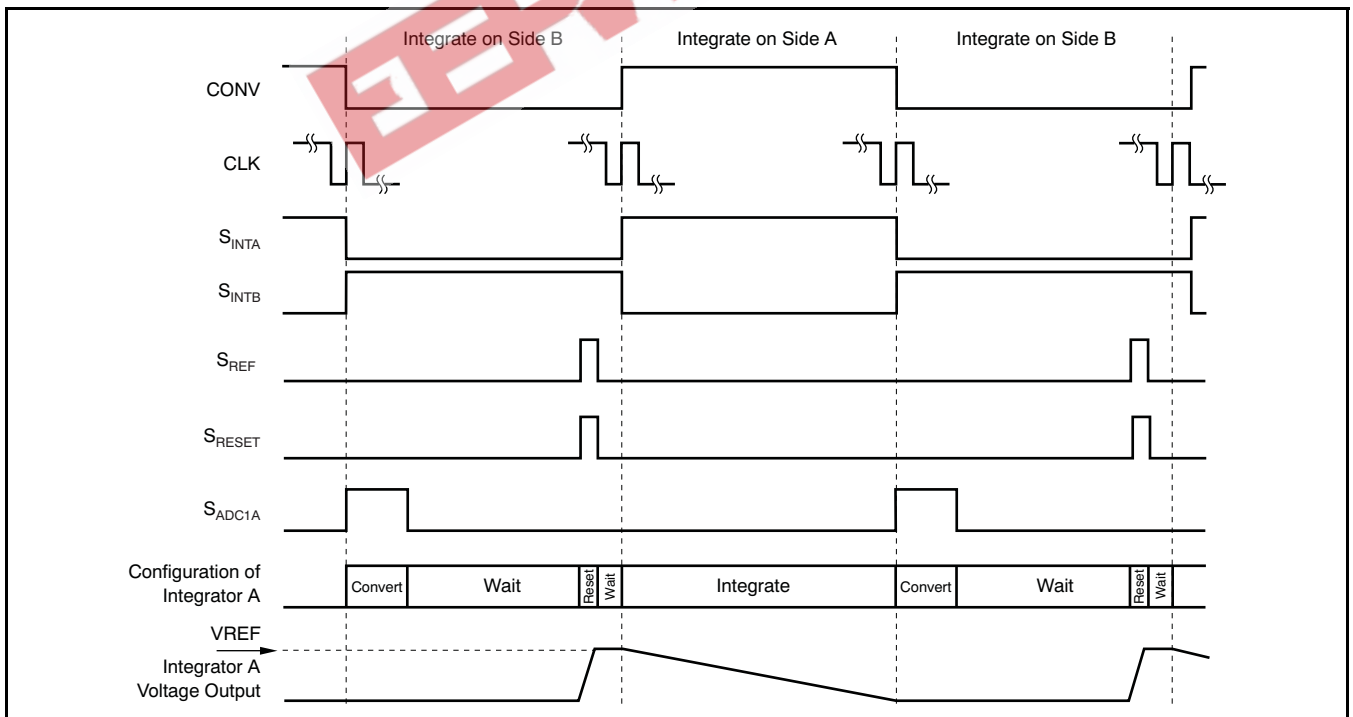 Integrate on Side B
Integrate on Side A
Integrate on Side B
CONV
CLK
SINTA
SINTB
SREF
SRESET
SADC1A
Configuration of
Integrator A
Convert
Wait
Reset
Wait
Integrate
Convert
Wait
Reset
Wait
VREF
Integrator A
Voltage Output